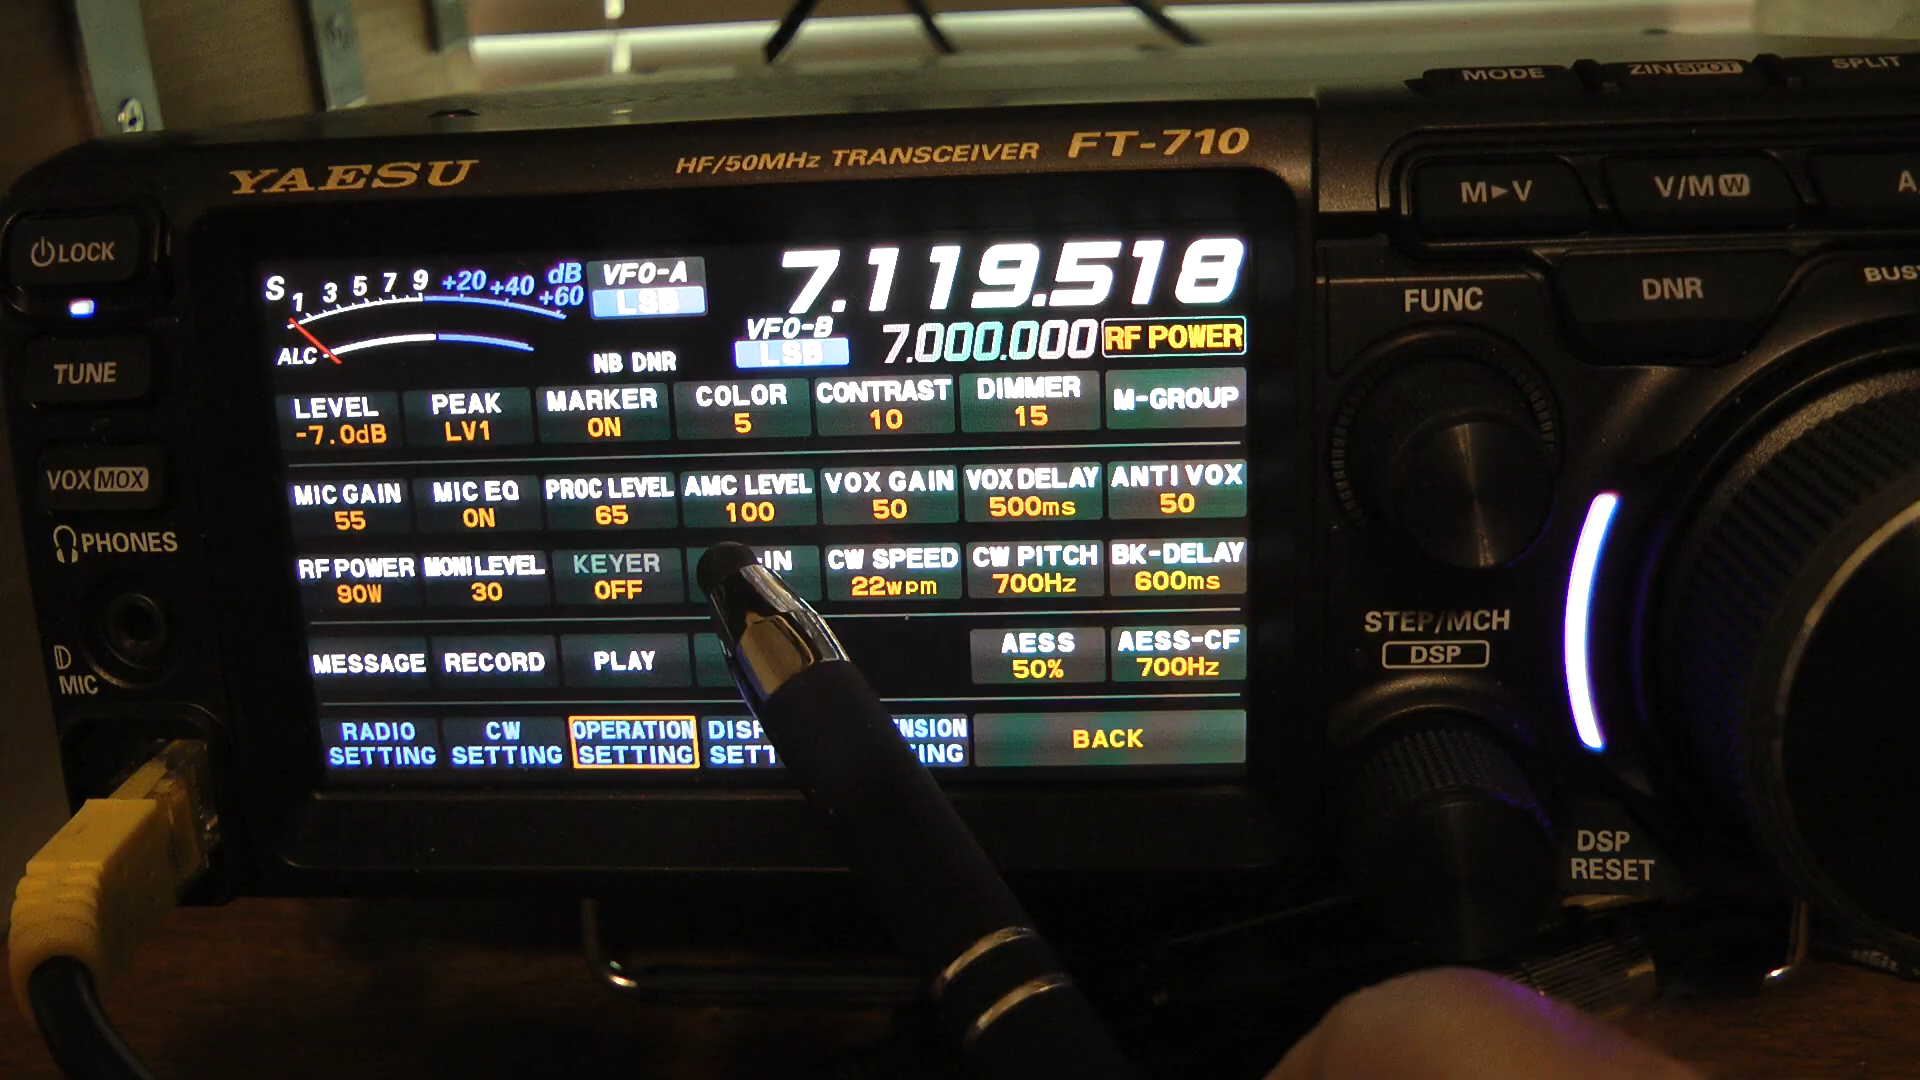 MODE ZIN SPOT SPLIT
YAESU HF/50MHz TRANSCEIVER FT-710
M►V V/M W
LOCK
S 1 3 5 7 9 +20 +40 +60 dB
VFO-A 7.119.518
LSB
VFO-B 7.000.000 RF POWER
LSB
ALC
NB DNR
FUNC DNR
TUNE
LEVEL PEAK MARKER COLOR CONTRAST DIMMER M-GROUP
-7.0dB LV1 ON 5 10 15
VOX MOX
MIC GAIN MIC EQ PROC LEVEL AMC LEVEL VOX GAIN VOX DELAY ANTI VOX
55 ON 65 100 50 500ms 50
PHONES
RF POWER MONI LEVEL KEYER CW SPEED CW PITCH BK-DELAY
90W 30 OFF 22wpm 700Hz 600ms
STEP/MCH
DSP
MIC
MESSAGE RECORD PLAY AESS AESS-CF
50% 700Hz
RADIO SETTING CW SETTING OPERATION SETTING BACK
DSP
RESET